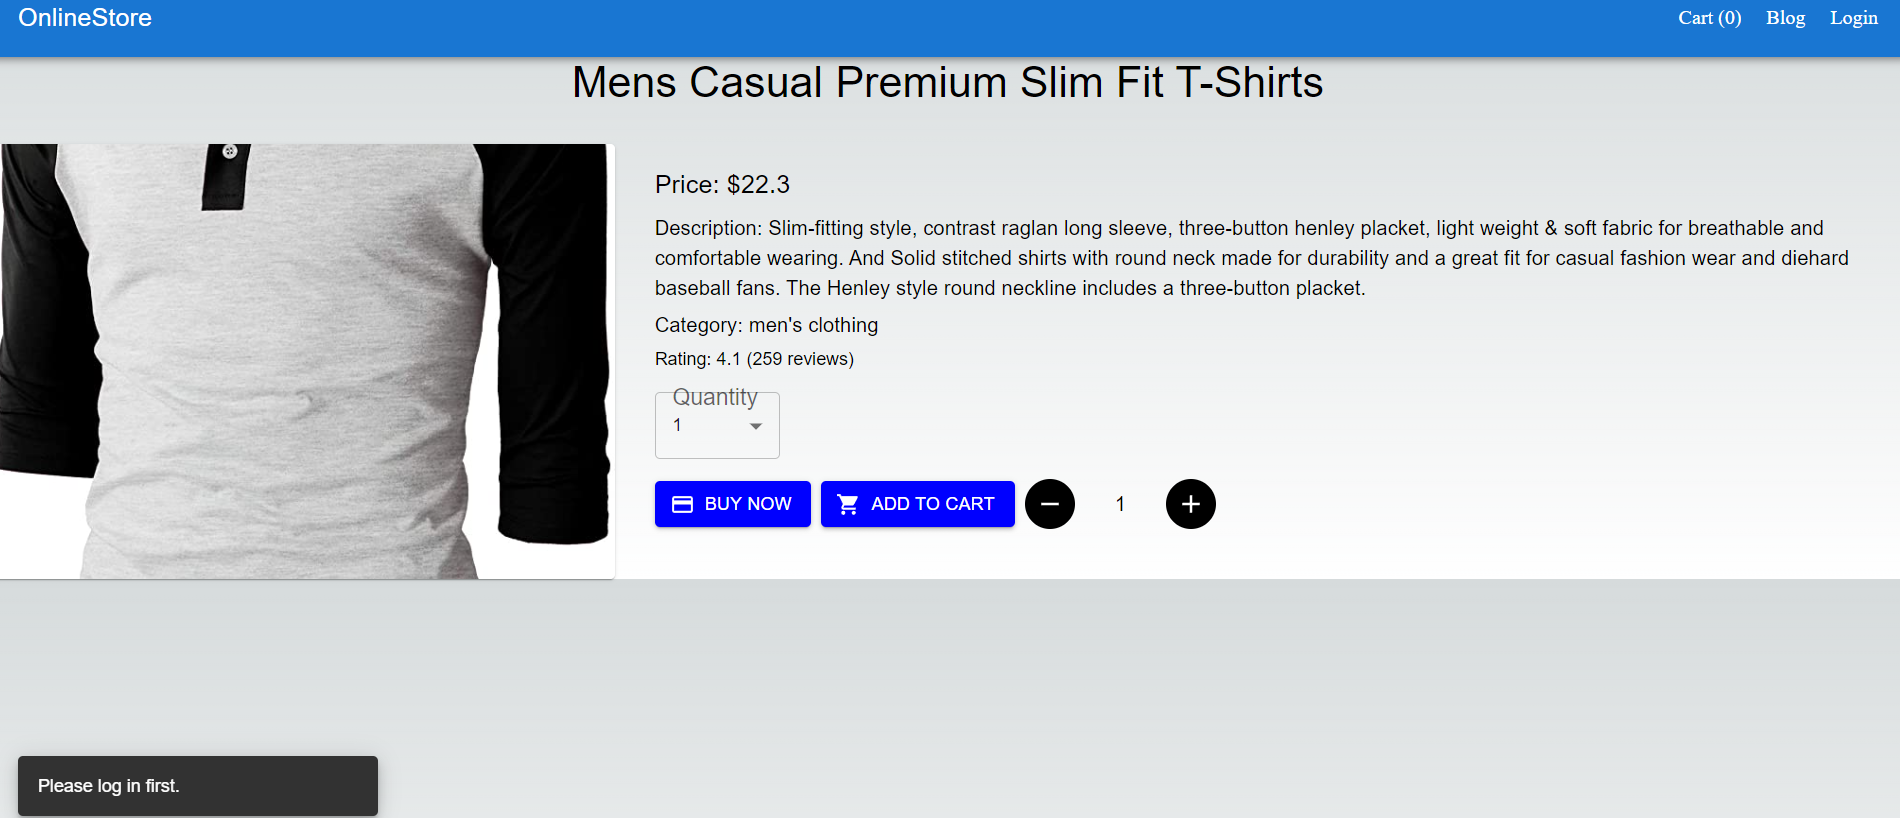 OnlineStore
Cart (0) Blog Login
Mens Casual Premium Slim Fit T-Shirts
Price: $22.3
Description: Slim-fitting style, contrast raglan long sleeve, three-button henley placket, light weight & soft fabric for breathable and
comfortable wearing. And Solid stitched shirts with round neck made for durability and a great fit for casual fashion wear and diehard
baseball fans. The Henley style round neckline includes a three-button placket.
Category: men's clothing
Rating: 4.1 (259 reviews)
Quantity
1
BUY NOW ADD TO CART 1
Please log in first.